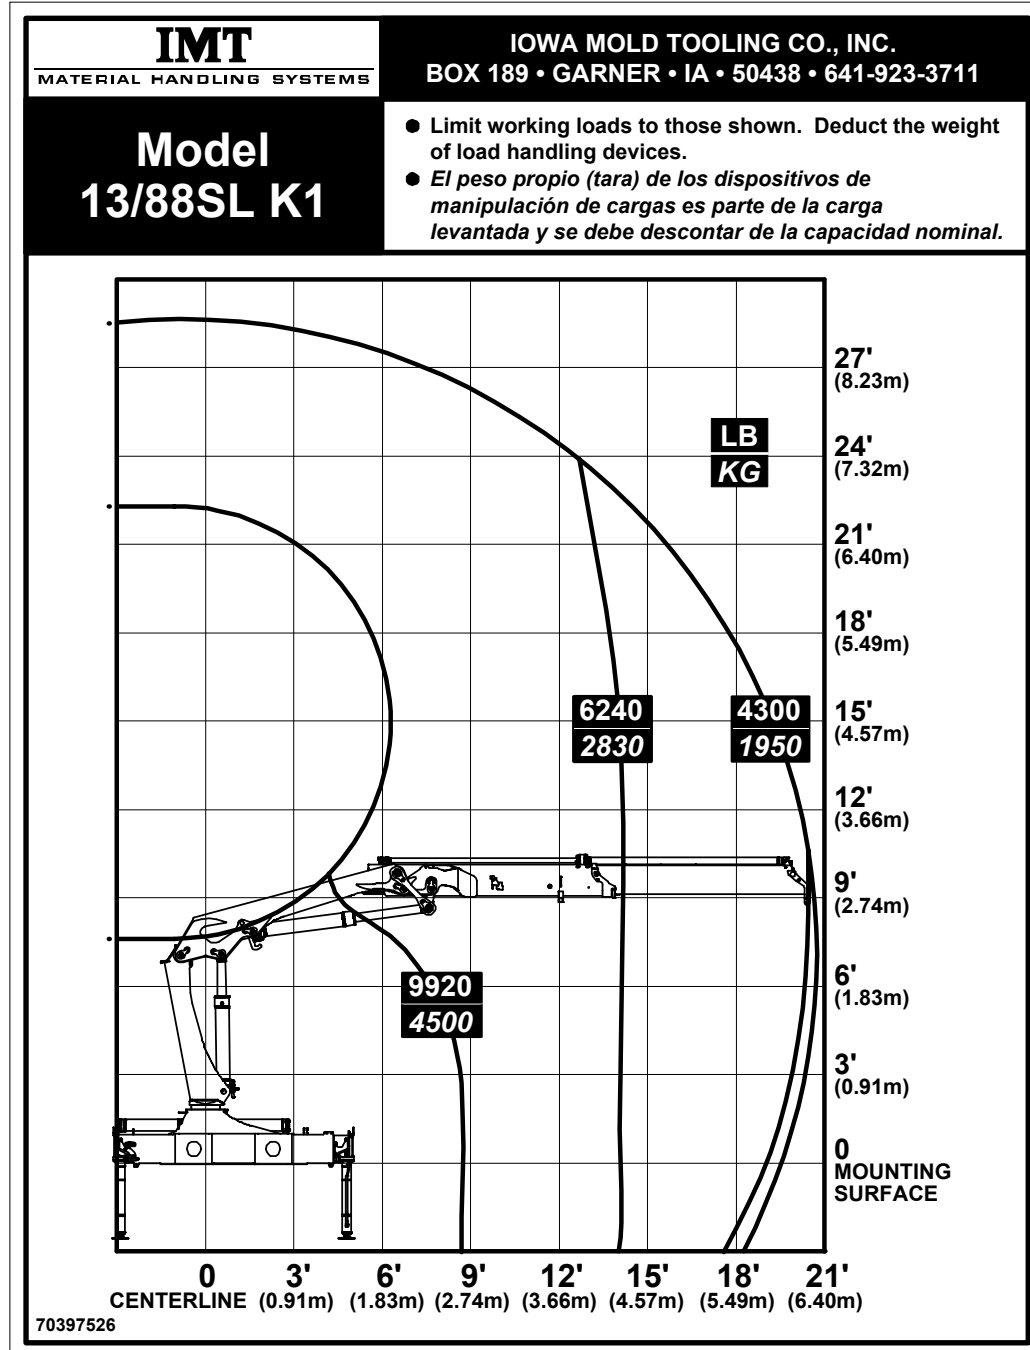 IMT
MATERIAL HANDLING SYSTEMS
IOWA MOLD TOOLING CO., INC.
BOX 189 • GARNER • IA • 50438 • 641-923-3711
Model
13/88SL K1
● Limit working loads to those shown.  Deduct the weight
of load handling devices.
● El peso propio (tara) de los dispositivos de
manipulación de cargas es parte de la carga
levantada y se debe descontar de la capacidad nominal.
27'
(8.23m)
LB
KG
24'
(7.32m)
21'
(6.40m)
18'
(5.49m)
6240
2830
4300
1950
15'
(4.57m)
12'
(3.66m)
9'
(2.74m)
9920
4500
6'
(1.83m)
3'
(0.91m)
0
MOUNTING
SURFACE
0 3' 6' 9' 12' 15' 18' 21'
CENTERLINE (0.91m) (1.83m) (2.74m) (3.66m) (4.57m) (5.49m) (6.40m)
70397526